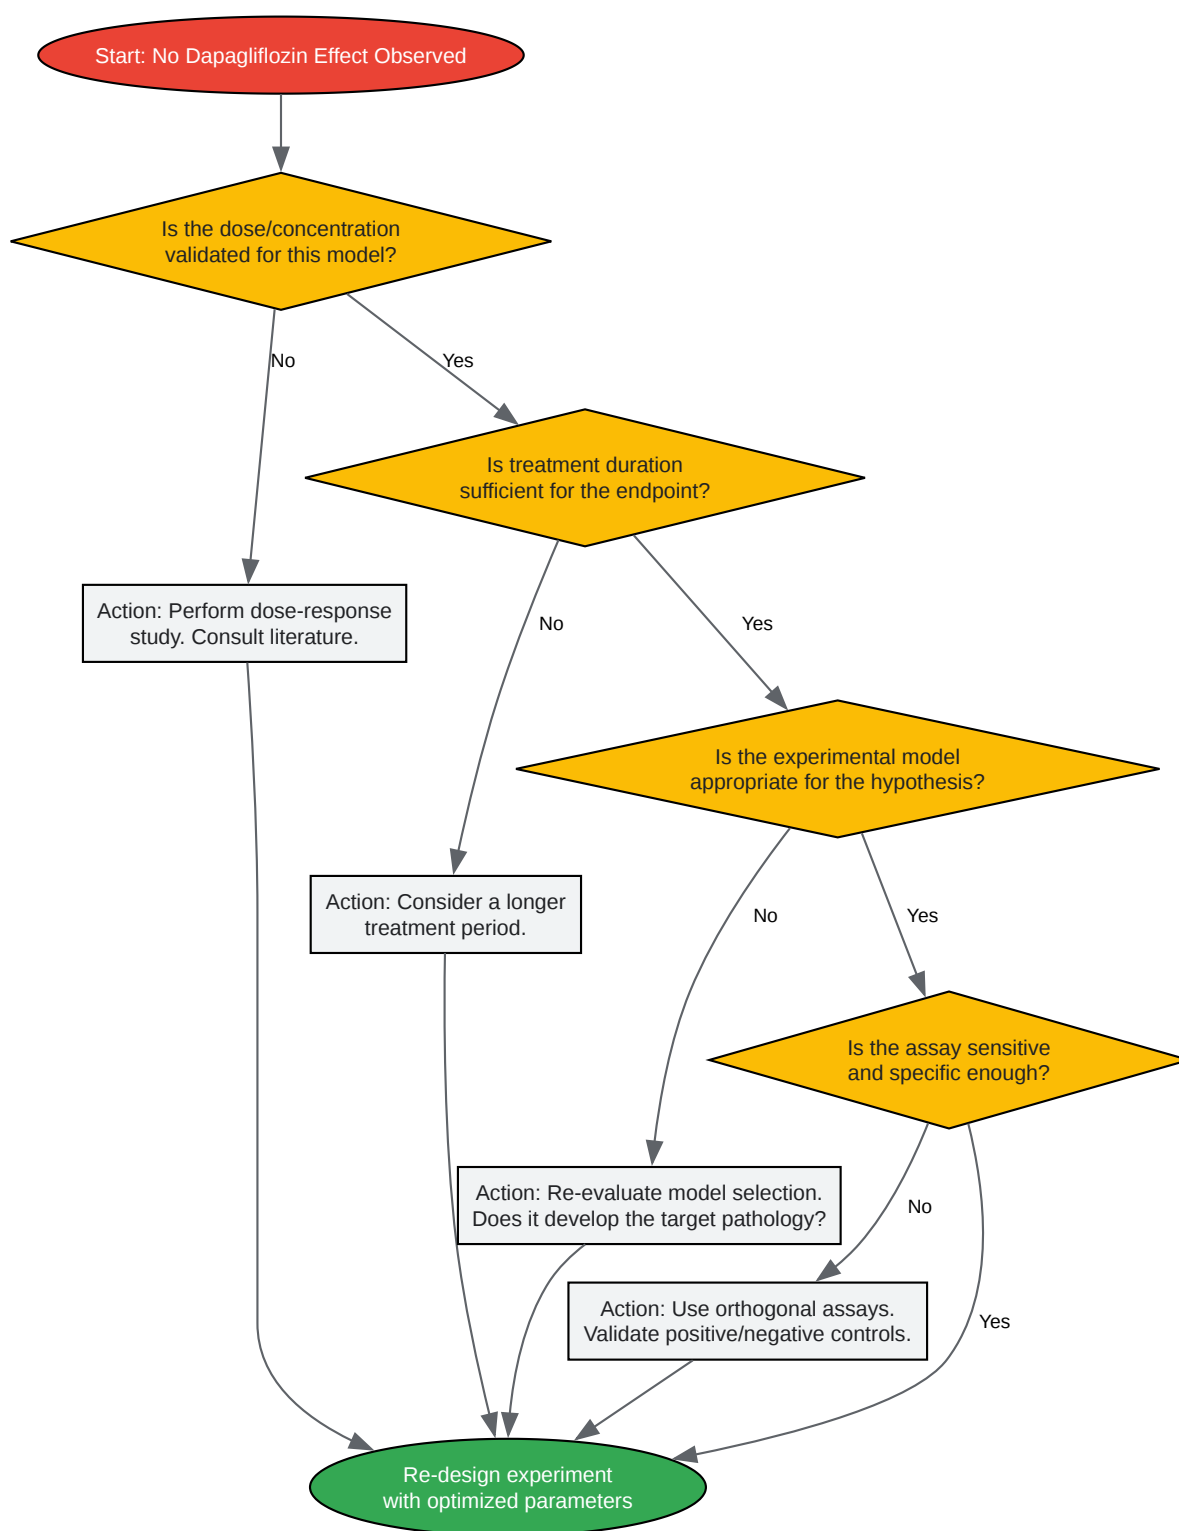 Start: No Dapagliflozin Effect Observed
Is the dose/concentration
validated for this model?
No
Yes
Is treatment duration
sufficient for the endpoint?
Action: Perform dose-response
study. Consult literature.
No
Yes
Is the experimental model
appropriate for the hypothesis?
Action: Consider a longer
treatment period.
No
Yes
Is the assay sensitive
and specific enough?
Action: Re-evaluate model selection.
Does it develop the target pathology?
No
Action: Use orthogonal assays.
Validate positive/negative controls.
Yes
Re-design experiment
with optimized parameters